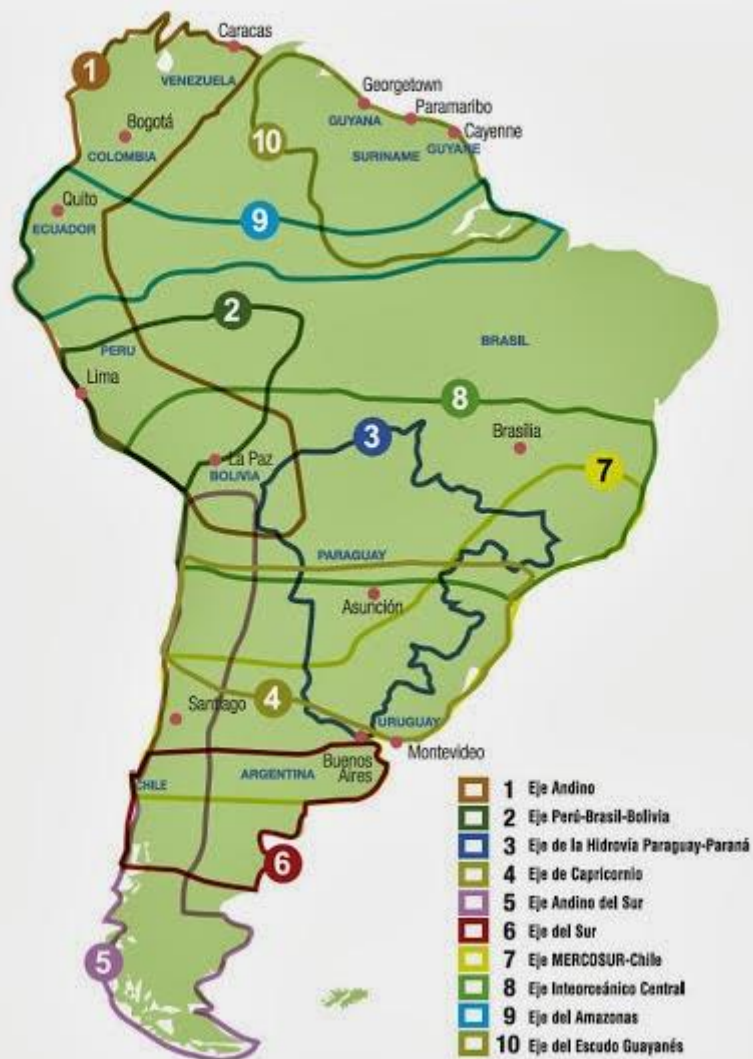 Caracas
1
VENEZUELA
Georgetown
Paramaribo
GUYANA
Bogotá
Cayenne
10
GUYANE
COLOMBIA
SURINAME
Quito
9
ECUADOR
2
BRASIL
PERU
Lima
8
3
Brasília
La Paz
7
BOLIVIA
PARAGUAY
Asunción
4
Santiago
URUGUAY
Montevideo
Buenos
Aires
ARGENTINA
CHILE
6
5
1 Eje Andino
2 Eje Perú-Brasil-Bolivia
3 Eje de la Hidrovía Paraguay-Paraná
4 Eje de Capricornio
5 Eje Andino del Sur
6 Eje del Sur
7 Eje MERCOSUR-Chile
8 Eje Inteorceánico Central
9 Eje del Amazonas
10 Eje del Escudo Guayanés